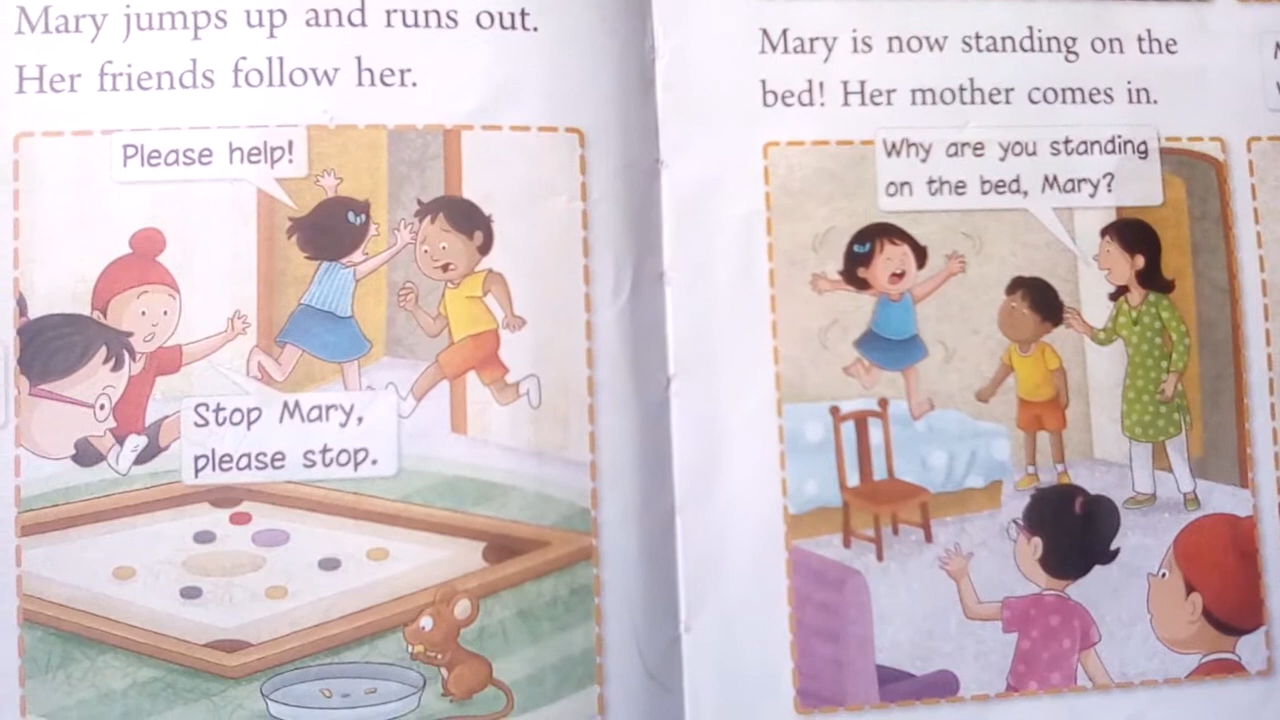 Mary jumps up and runs out.
Her friends follow her.
Please help!
Stop Mary,
please stop.
Mary is now standing on the
bed! Her mother comes in.
Why are you standing
on the bed, Mary?